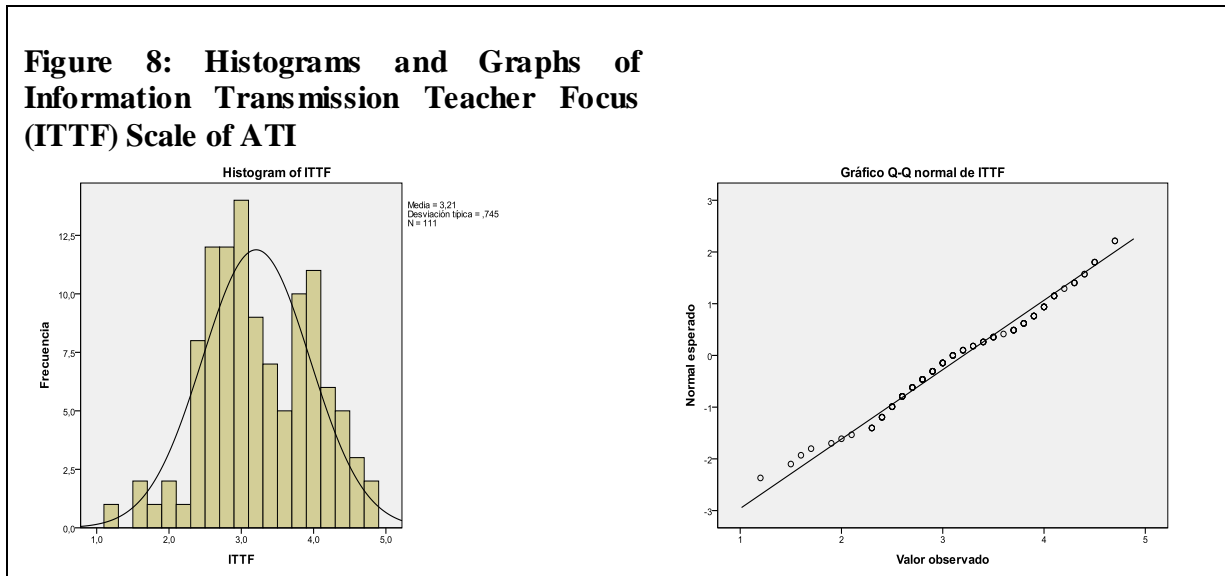 Figure 8: Histograms and Graphs of
Information Transmission Teacher Focus
(ITTF) Scale of ATI
Histogram of ITTF
Media = 3,21
Desviación típica = ,745
N = 111
Frecuencia
12,5
10,0
7,5
5,0
2,5
0,0
1,0 2,0 3,0 4,0 5,0
ITTF
Gráfico Q-Q normal de ITTF
Normal esperado
3
2
1
0
-1
-2
-3
1 2 3 4 5
Valor observado